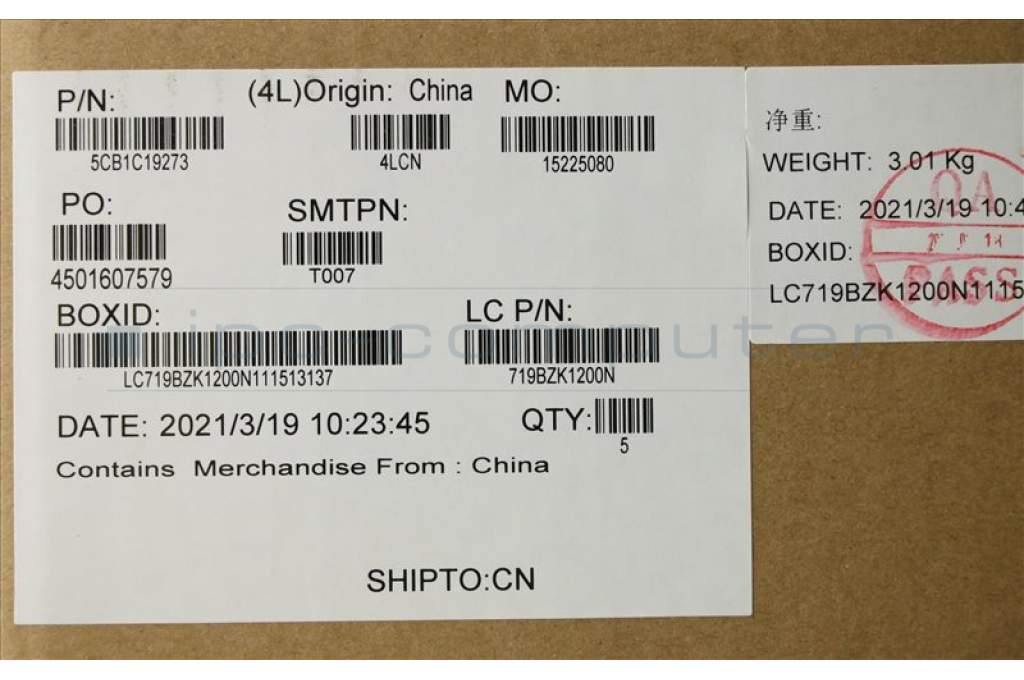 P/N: (4L)Origin: China MO:
5CB1C19273 4LCN 15225080
PO: SMTPN:
4501607579 T007
BOXID: LC P/N:
LC719BZK1200N111513137 719BZK1200N
DATE: 2021/3/19 10:23:45 QTY:
5
Contains Merchandise From : China
SHIPTO:CN
净重:
WEIGHT: 3.01 Kg
DATE: 2021/3/19 10:4
BOXID:
LC719BZK1200N1115
QA
PASS
ipc-computer